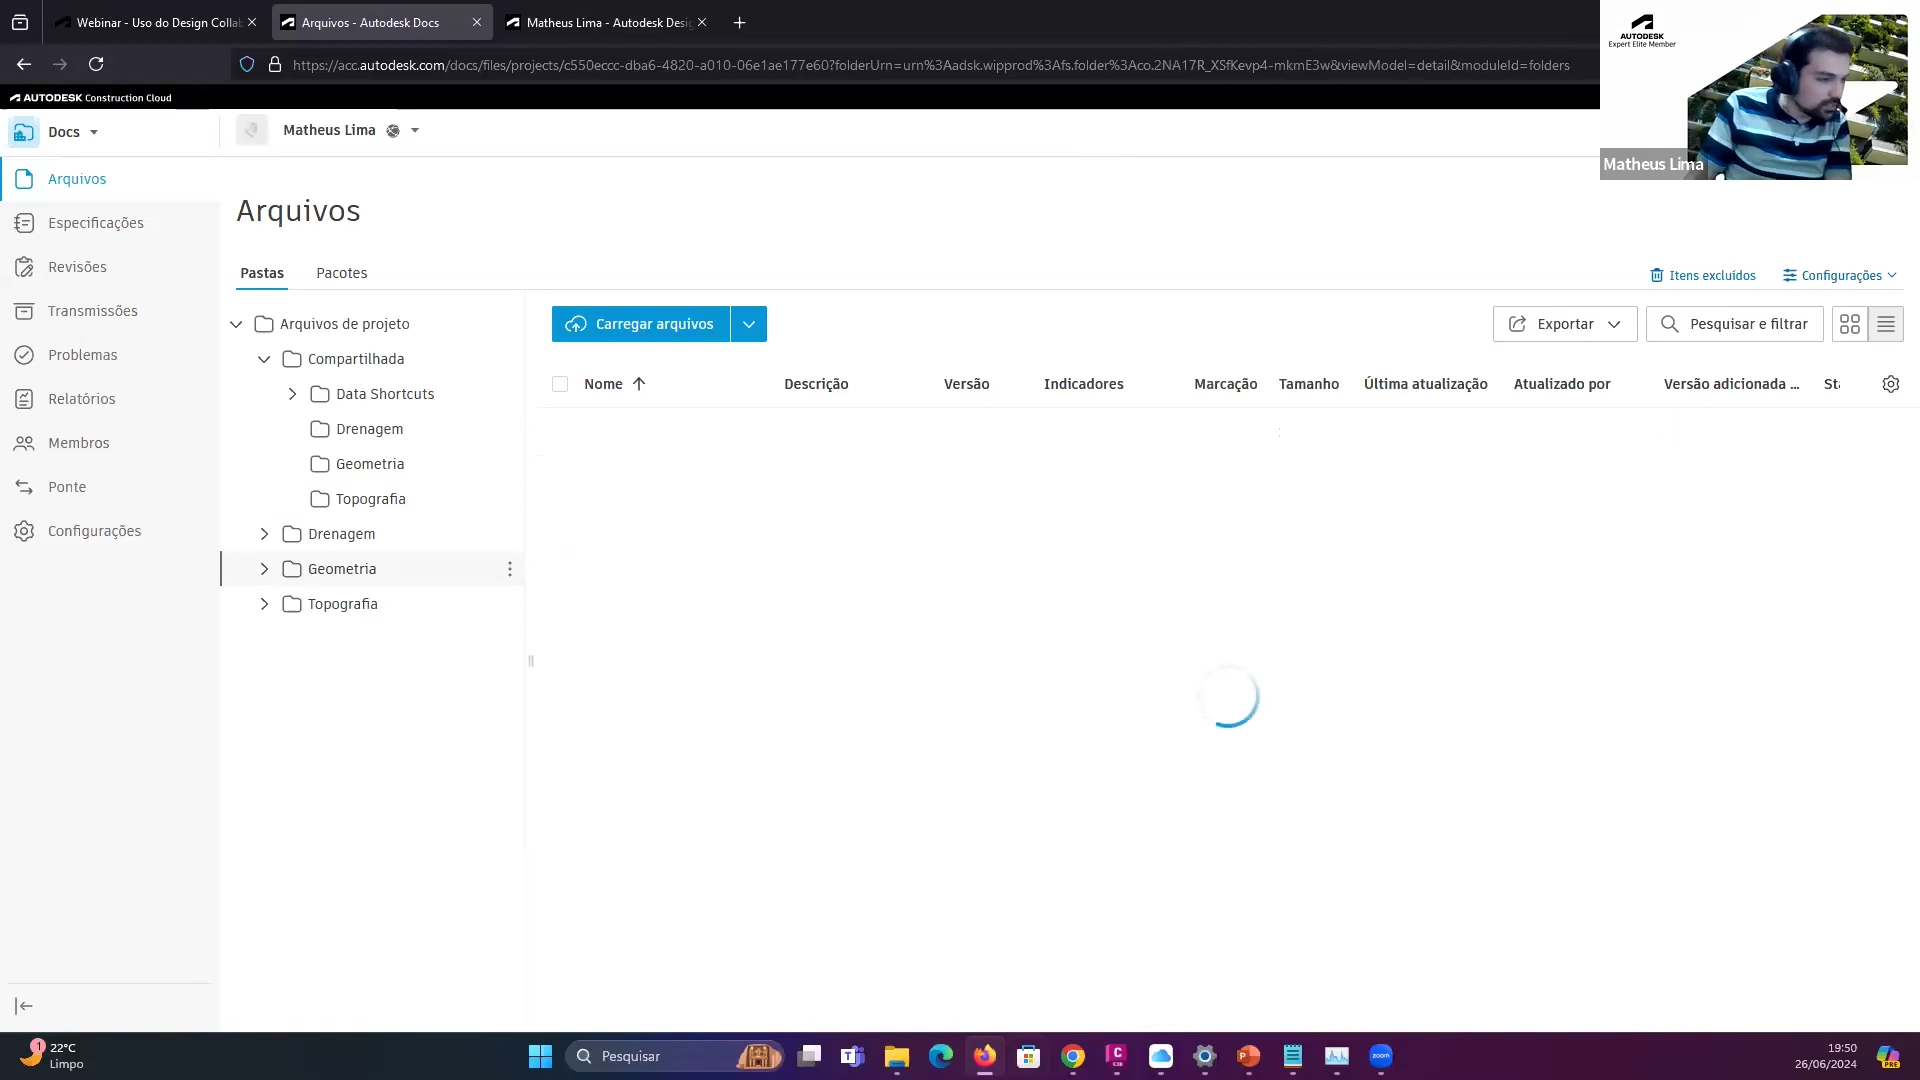 Webinar - Uso do Design Collab
Arquivos - Autodesk Docs
Matheus Lima - Autodesk Desi
https://acc.autodesk.com/docs/files/projects/c550eccc-dba6-4820-a010-06e1ae177e60?folderUrn=urn%3Aadsk.wipprod%3Afs.folder%3Aco.2NA17R_XSfKevp4-mkmE3w&viewModel=detail&moduleId=folders
AUTODESK
Expert Elite Member
AUTODESK Construction Cloud
Docs
Matheus Lima
Matheus Lima
Arquivos
Especificações
Revisões
Transmissões
Problemas
Relatórios
Membros
Ponte
Configurações
Arquivos
Pastas
Pacotes
Itens excluídos
Configurações
Arquivos de projeto
Compartilhada
Data Shortcuts
Drenagem
Geometria
Topografia
Drenagem
Geometria
Topografia
Carregar arquivos
Exportar
Pesquisar e filtrar
Nome
Descrição
Versão
Indicadores
Marcação
Tamanho
Última atualização
Atualizado por
Versão adicionada ...
Sta
1
22°C
Limpo
Pesquisar
zoom
PRE
19:50
26/06/2024